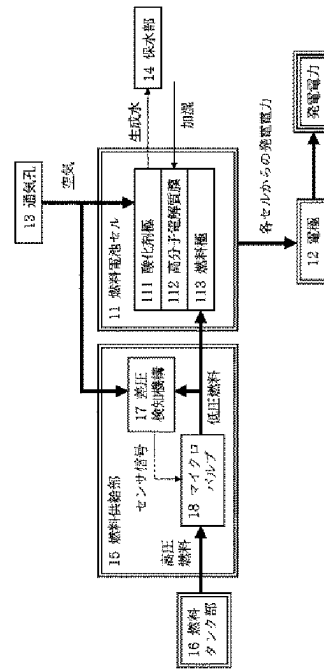 13 通気孔
空気
11 燃料電池セル
111 酸化剤極
112 高分子電解質膜
113 燃料極
生成水
14 保水部
加湿
15 燃料供給部
17 差圧
検知機構
センサ信号
18 マイクロ
バルブ
低圧燃料
高圧
燃料
16 燃料
タンク部
各セルからの発電電力
12 電極
発電電力